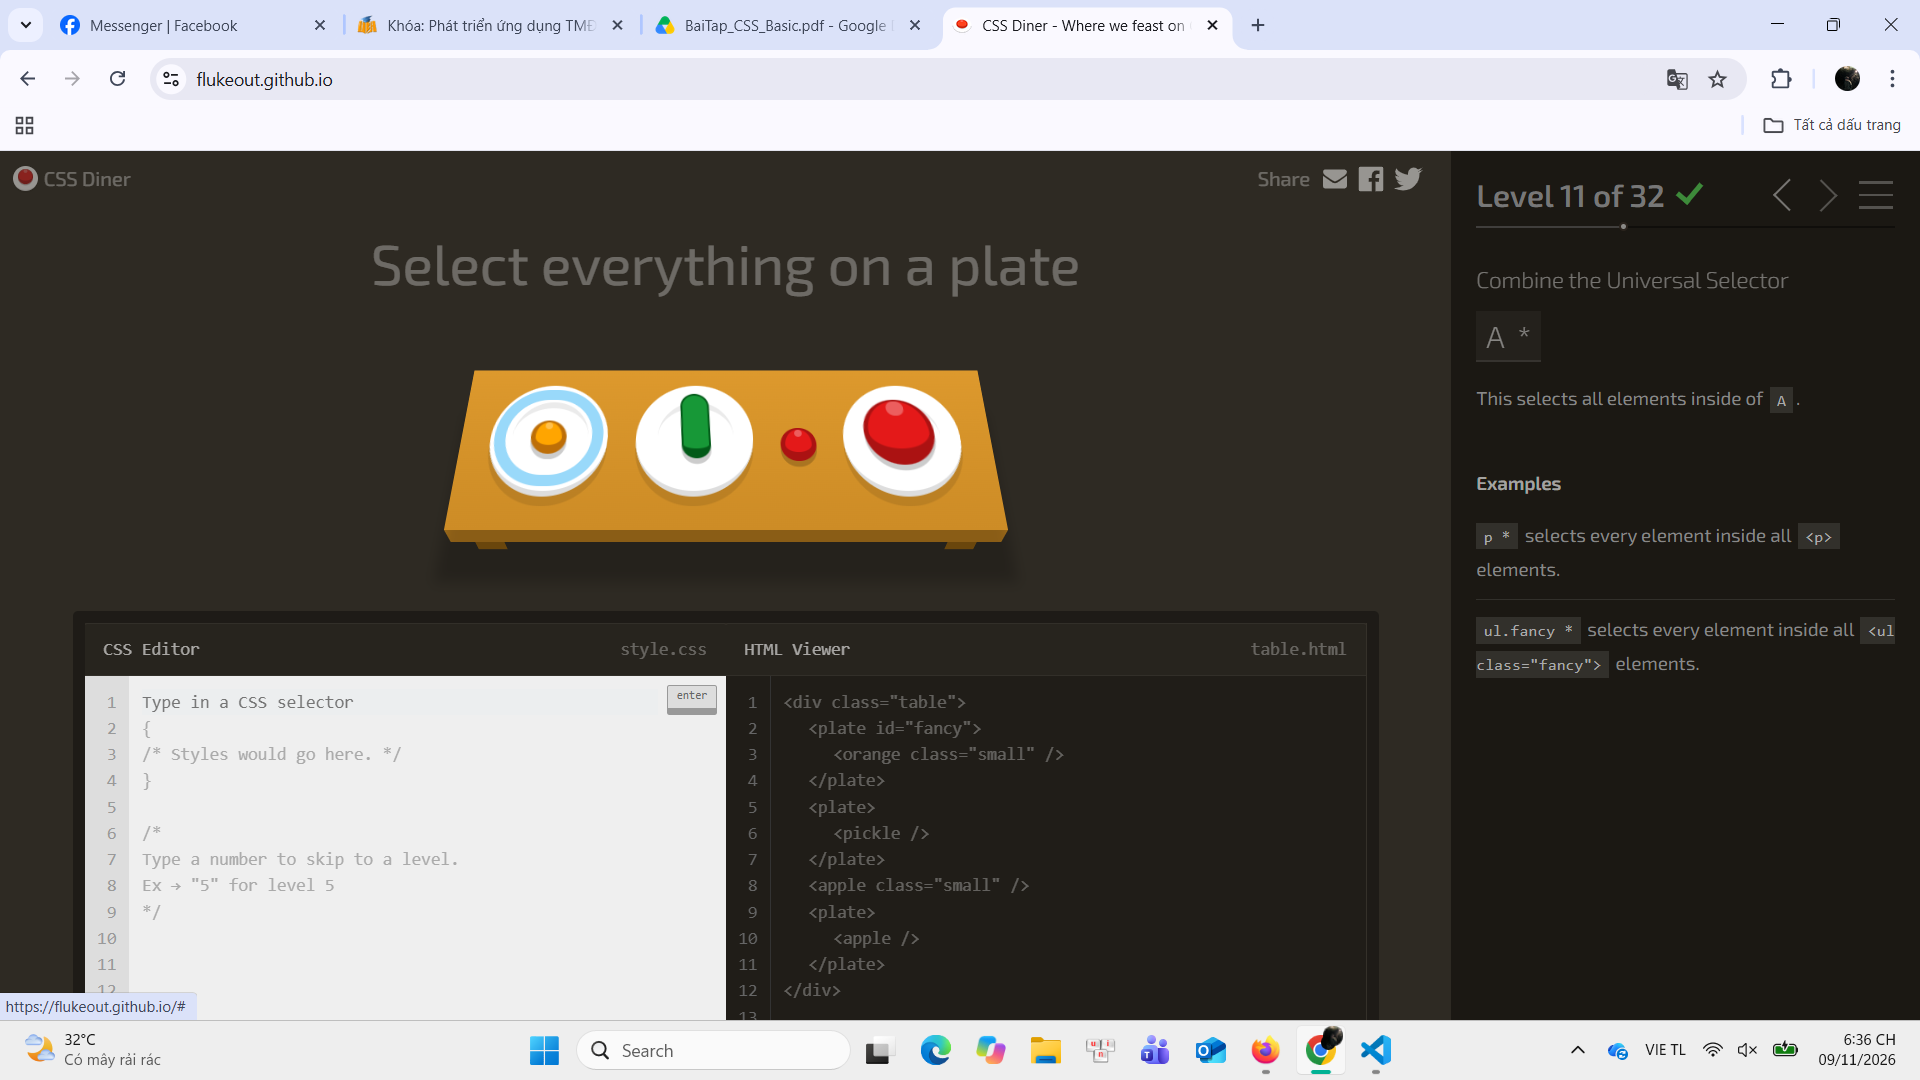 Messenger | Facebook
Khóa: Phát triển ứng dụng TMĐ
BaiTap_CSS_Basic.pdf - Google
CSS Diner - Where we feast on
flukeout.github.io
Tất cả dấu trang
CSS Diner
Share
Level 11 of 32
Select everything on a plate
Combine the Universal Selector
A *
This selects all elements inside of A .
Examples
p * selects every element inside all <p>
elements.
ul.fancy * selects every element inside all <ul
class="fancy"> elements.
CSS Editor
style.css
HTML Viewer
table.html
1 Type in a CSS selector
enter
2 {
3 /* Styles would go here. */
4 }
5
6 /*
7 Type a number to skip to a level.
8 Ex → "5" for level 5
9 */
10
11
12
1 <div class="table">
2 <plate id="fancy">
3 <orange class="small" />
4 </plate>
5 <plate>
6 <pickle />
7 </plate>
8 <apple class="small" />
9 <plate>
10 <apple />
11 </plate>
12 </div>
13
https://flukeout.github.io/#
32°C
Có mây rải rác
Search
VIE TL
6:36 CH
09/11/2026